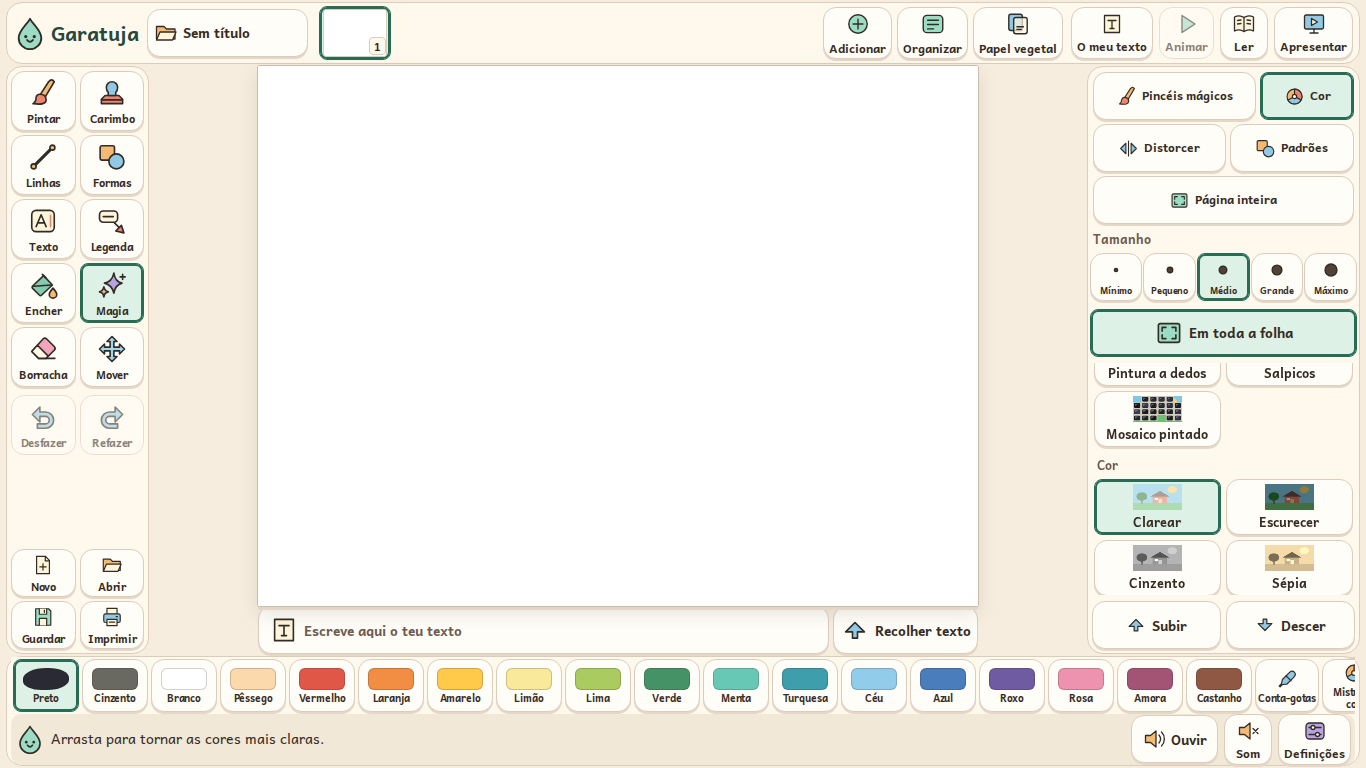 Garatuja
Sem título
1
Adicionar
Organizar
Papel vegetal
O meu texto
Animar
Ler
Apresentar
Pintar
Carimbo
Linhas
Formas
Texto
Legenda
Encher
Magia
Borracha
Mover
Desfazer
Refazer
Novo
Abrir
Guardar
Imprimir
Pincéis mágicos
Cor
Distorcer
Padrões
Página inteira
Tamanho
Mínimo
Pequeno
Médio
Grande
Máximo
Em toda a folha
Pintura a dedos
Salpicos
Mosaico pintado
Cor
Clarear
Escurecer
Cinzento
Sépia
Subir
Descer
Escreve aqui o teu texto
Recolher texto
Preto
Cinzento
Branco
Pêssego
Vermelho
Laranja
Amarelo
Limão
Lima
Verde
Menta
Turquesa
Céu
Azul
Roxo
Rosa
Amora
Castanho
Conta-gotas
Arrasta para tornar as cores mais claras.
Ouvir
Som
Definições